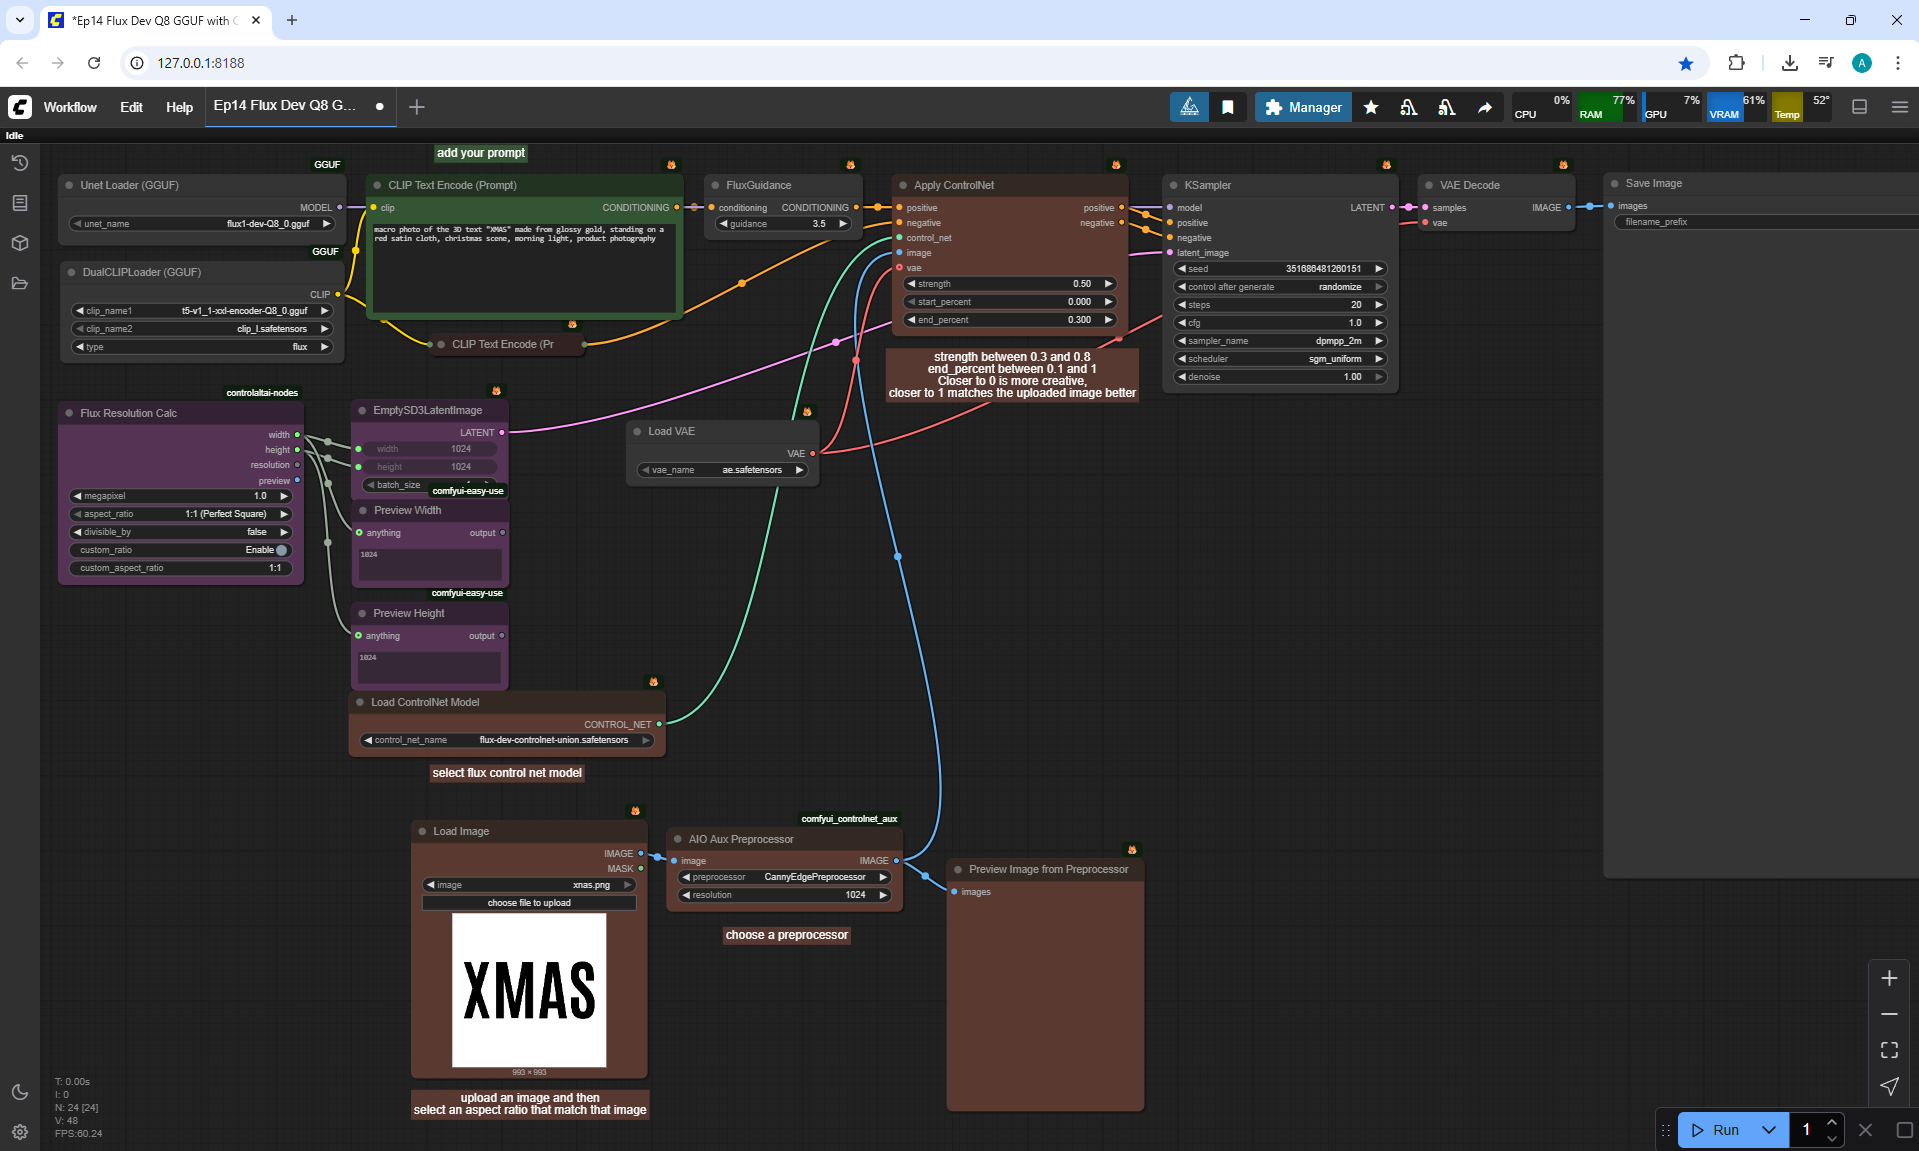 *Ep14 Flux Dev Q8 GGUF with
127.0.0.1:8188
Workflow Edit Help Ep14 Flux Dev Q8 G...
Manager
CPU 0% RAM 77% GPU 7% VRAM 61% Temp 52°
Idle
add your prompt
GGUF
Unet Loader (GGUF)
MODEL
unet_name flux1-dev-Q8_0.gguf
GGUF
DualCLIPLoader (GGUF)
CLIP
clip_name1 t5-v1_1-xxl-encoder-Q8_0.gguf
clip_name2 clip_l.safetensors
type flux
CLIP Text Encode (Prompt)
clip CONDITIONING
macro photo of the 3D text "XMAS" made from glossy gold, standing on a
red satin cloth, christmas scene, morning light, product photography
CLIP Text Encode (Pr
FluxGuidance
conditioning CONDITIONING
guidance 3.5
Apply ControlNet
positive positive
negative negative
control_net
image
vae
strength 0.50
start_percent 0.000
end_percent 0.300
strength between 0.3 and 0.8
end_percent between 0.1 and 1
Closer to 0 is more creative,
closer to 1 matches the uploaded image better
KSampler
model LATENT
positive
negative
latent_image
seed 351686481260151
control after generate randomize
steps 20
cfg 1.0
sampler_name dpmpp_2m
scheduler sgm_uniform
denoise 1.00
VAE Decode
samples IMAGE
vae
Save Image
images
filename_prefix
controlaltai-nodes
Flux Resolution Calc
width
height
resolution
preview
megapixel 1.0
aspect_ratio 1:1 (Perfect Square)
divisible_by false
custom_ratio Enable
custom_aspect_ratio 1:1
EmptySD3LatentImage
LATENT
width 1024
height 1024
batch_size
comfyui-easy-use
Preview Width
anything output
1024
comfyui-easy-use
Preview Height
anything output
1024
Load VAE
VAE
vae_name ae.safetensors
Load ControlNet Model
CONTROL_NET
control_net_name flux-dev-controlnet-union.safetensors
select flux control net model
Load Image
IMAGE
MASK
image xnas.png
choose file to upload
XMAS
993 × 993
upload an image and then
select an aspect ratio that match that image
comfyui_controlnet_aux
AIO Aux Preprocessor
image IMAGE
preprocessor CannyEdgePreprocessor
resolution 1024
choose a preprocessor
Preview Image from Preprocessor
images
T: 0.00s
I: 0
N: 24 [24]
V: 48
FPS:60.24
Run 1